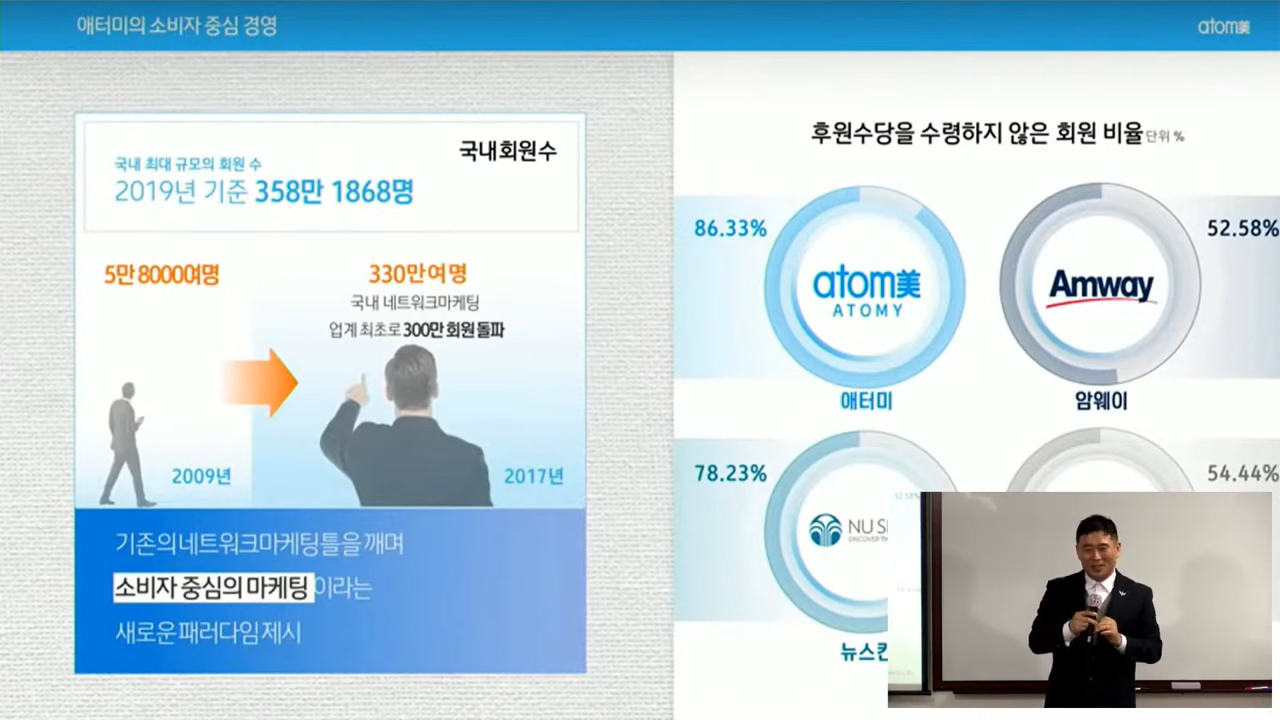 애터미의 소비자 중심 경영
atom美
국내회원수
국내 최대 규모의 회원 수
2019년 기준 358만 1868명
5만 8000여명
330만여 명
국내 네트워크마케팅
업계 최초로 300만 회원 돌파
2009년
2017년
기존의 네트워크마케팅 틀을 깨며
소비자 중심의 마케팅이라는
새로운 패러다임 제시
후원수당을 수령하지 않은 회원 비율 단위 %
86.33%
atom美
ATOMY
애터미
52.58%
Amway
암웨이
78.23%
NU S
DISCOVER TH
뉴스킨
54.44%
52.58%